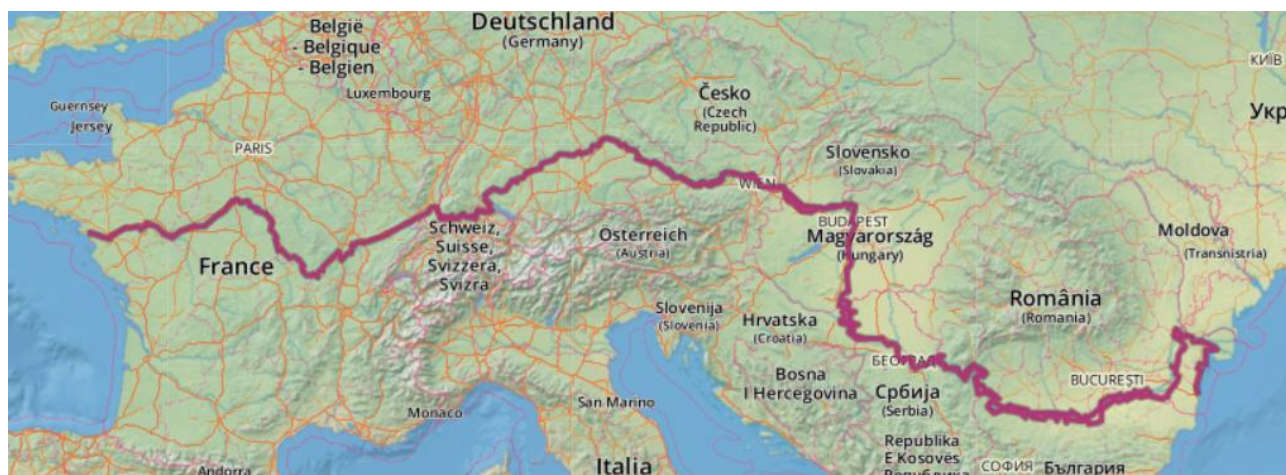 Deutschland
(Germany)
België
- Belgique
- Belgien
Luxembourg
Guernsey
Jersey
PARIS
Česko
(Czech
Republic)
КИЇВ
Укр
Slovensko
(Slovakia)
WIEN
BUDAPEST
Magyarország
(Hungary)
Moldova
(Transnistria)
Schweiz,
Suisse,
Svizzera,
Svizra
Österreich
(Austria)
France
România
(Romania)
Slovenija
(Slovenia)
Hrvatska
(Croatia)
БЕОГРАД
Bosna
I Hercegovina
Србија
(Serbia)
BUCUREȘTI
Monaco
San Marino
Republika
E Kosovës
Република
Andorra
Italia
СОФИЯ
България